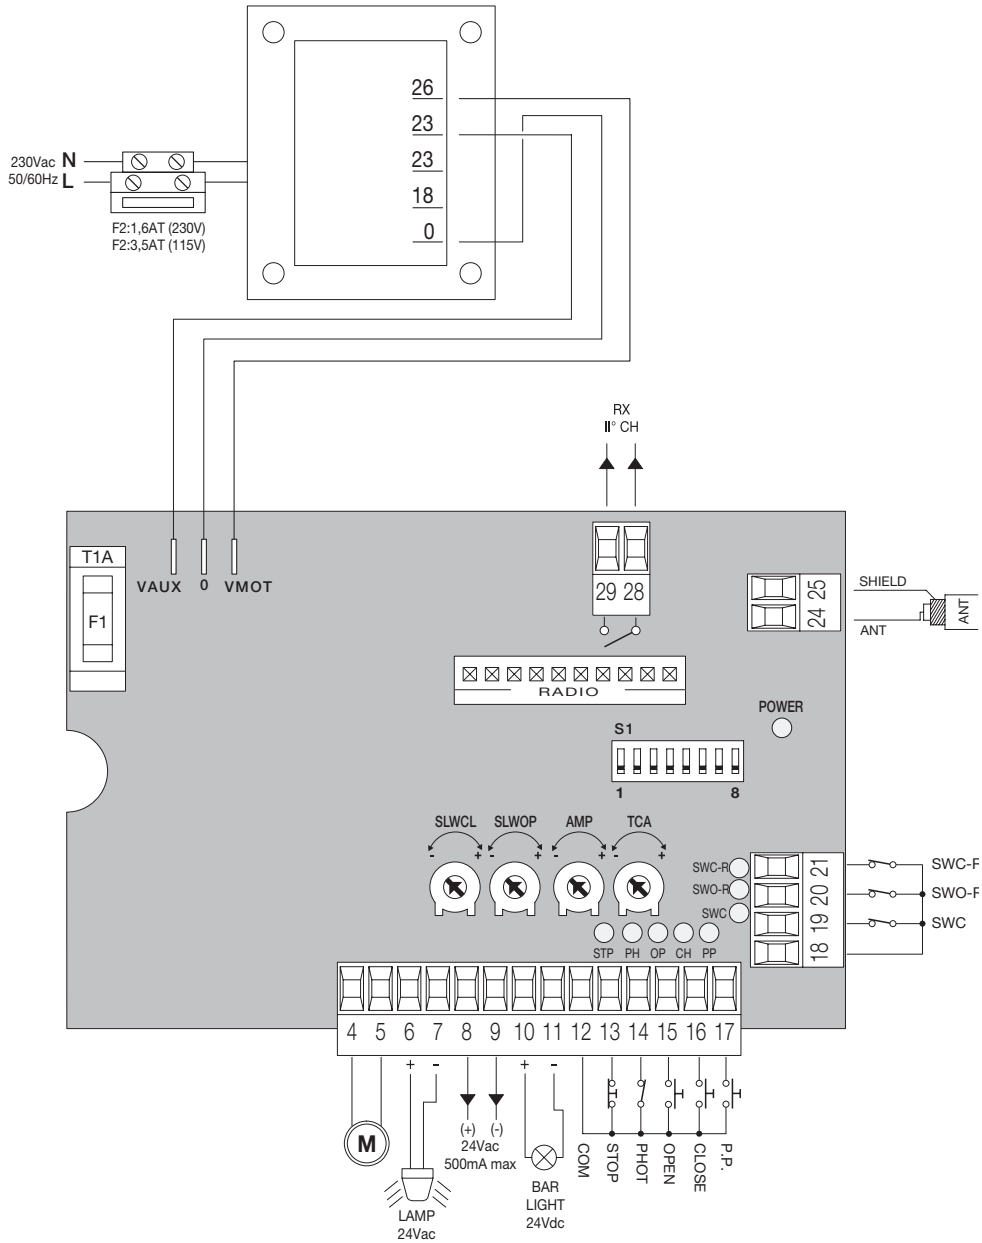 26
23
23
18
0
230Vac N
50/60Hz L
F2:1,6AT (230V)
F2:3,5AT (115V)
RX
II° CH
T1A
F1
VAUX 0 VMOT
29 28
RADIO
25
24
SHIELD
ANT
ANT
POWER
S1
1 8
SLWCL SLWOP AMP TCA
- + - + - + - +
SWC-R
SWO-R
SWC
21
20
19
18
SWC-R
SWO-R
SWC
STP PH OP CH PP
4 5 6 7 8 9 10 11 12 13 14 15 16 17
+ - + -
M
LAMP
24Vac
(+) (-)
24Vac
500mA max
BAR
LIGHT
24Vdc
COM
STOP
PHOT
OPEN
CLOSE
P.P.